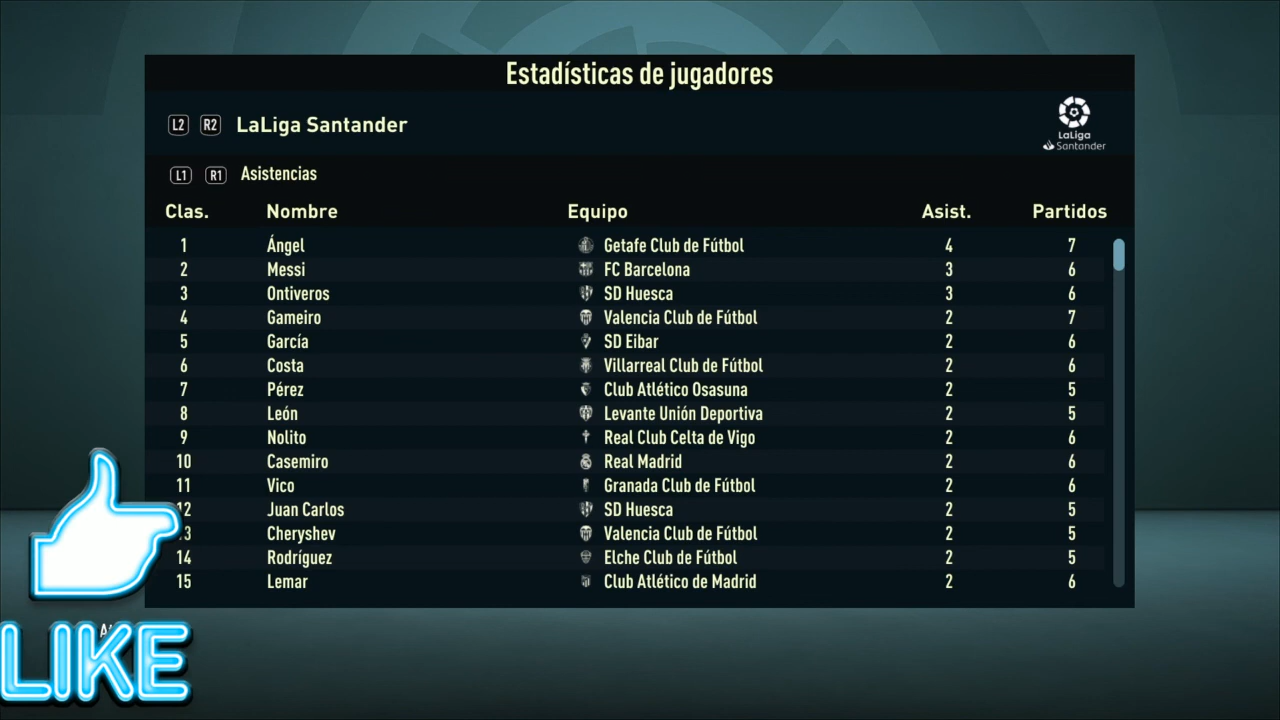 Estadísticas de jugadores
L2 R2 LaLiga Santander
LaLiga
Santander
L1 R1 Asistencias
Clas. Nombre Equipo Asist. Partidos
1 Ángel Getafe Club de Fútbol 4 7
2 Messi FC Barcelona 3 6
3 Ontiveros SD Huesca 3 6
4 Gameiro Valencia Club de Fútbol 2 7
5 García SD Eibar 2 6
6 Costa Villarreal Club de Fútbol 2 6
7 Pérez Club Atlético Osasuna 2 5
8 León Levante Unión Deportiva 2 5
9 Nolito Real Club Celta de Vigo 2 6
10 Casemiro Real Madrid 2 6
11 Vico Granada Club de Fútbol 2 6
12 Juan Carlos SD Huesca 2 5
13 Cheryshev Valencia Club de Fútbol 2 5
14 Rodríguez Elche Club de Fútbol 2 5
15 Lemar Club Atlético de Madrid 2 6
LIKE